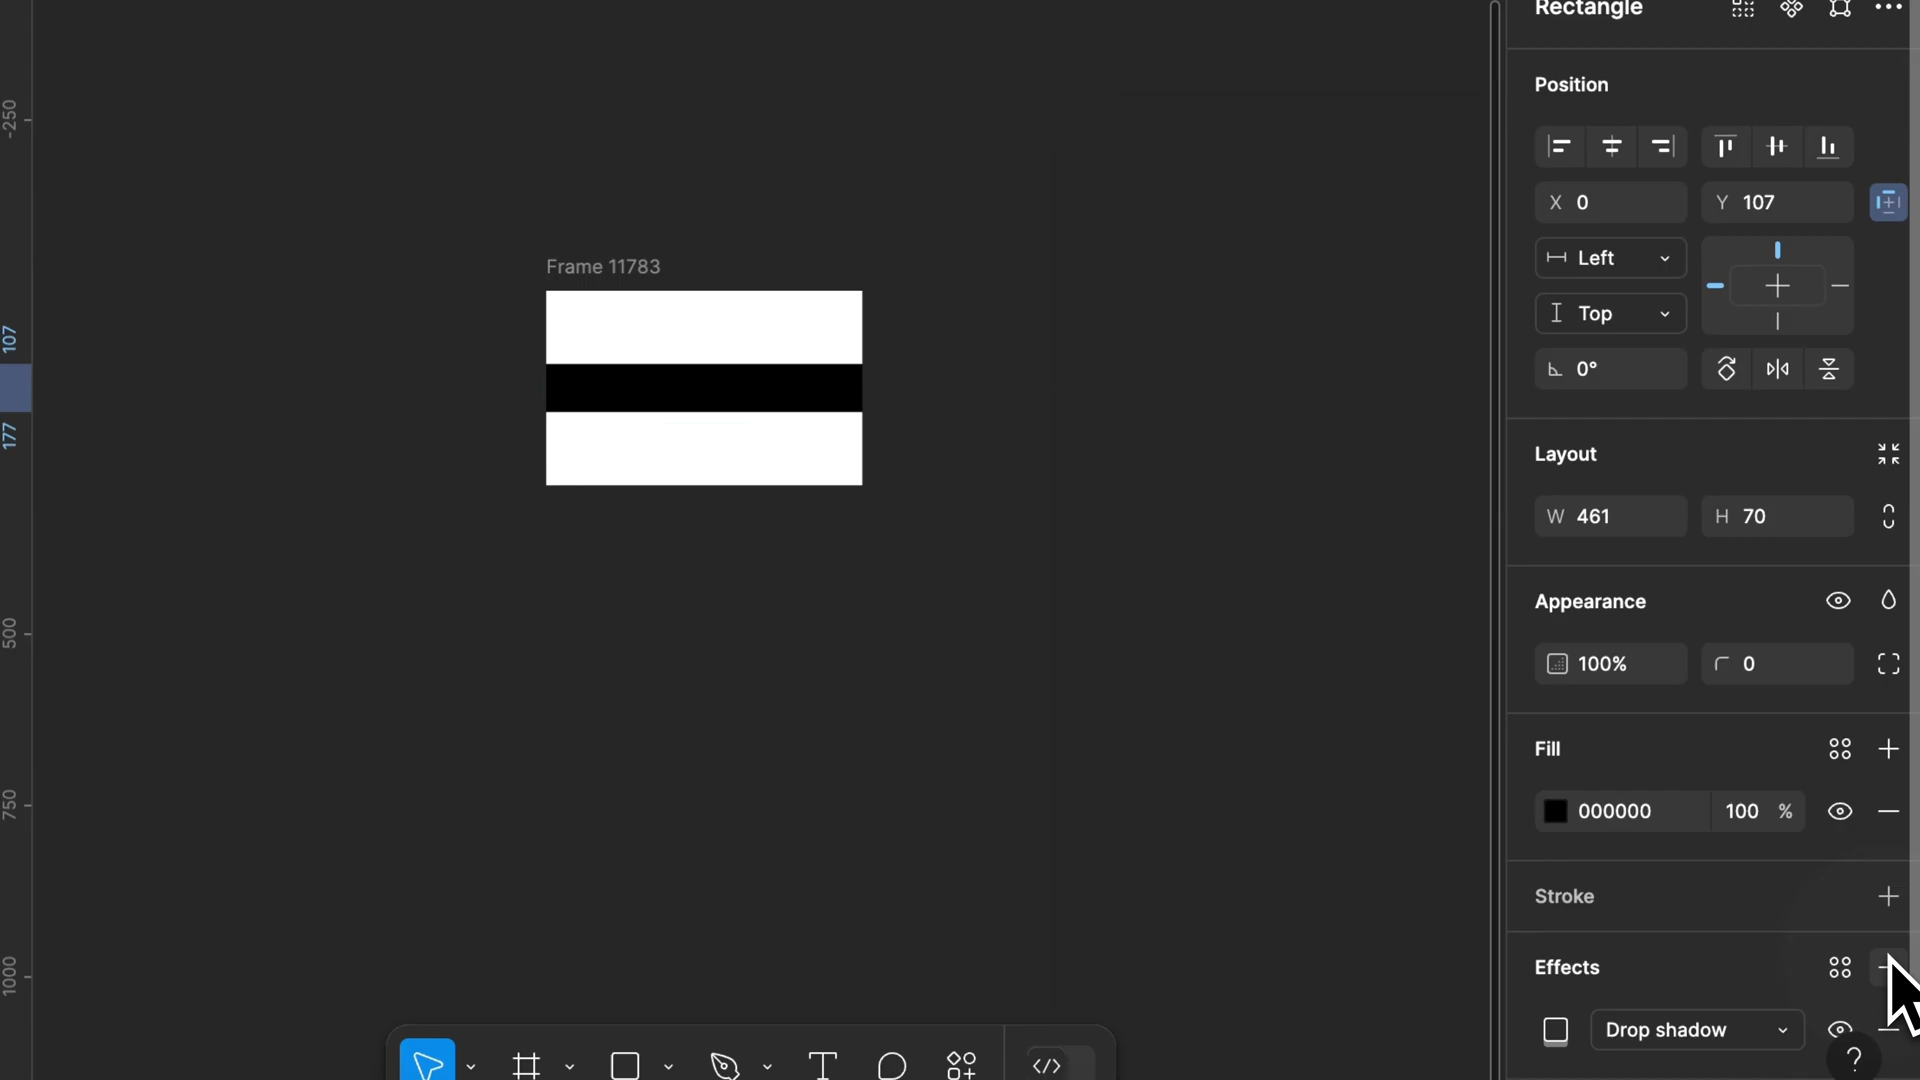 Rectangle
Position
X 0
Y 107
Left
Top
0°
Layout
W 461
H 70
Appearance
100%
0
Fill
000000
100 %
Stroke
Effects
Drop shadow
?
Frame 11783
-250
107
177
500
750
1000